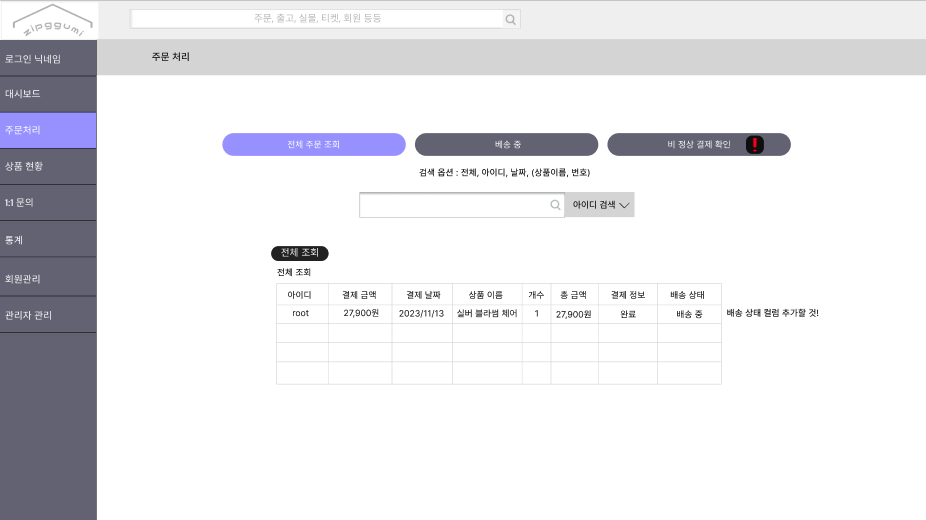 zipggumi
주문, 출고, 실물, 티켓, 회원 등등
로그인 닉네임
대시보드
주문처리
상품 현황
1:1 문의
통계
회원관리
관리자 관리
주문 처리
전체 주문 조회
배송 중
비 정상 결제 확인
검색 옵션 : 전체, 아이디, 날짜, (상품이름, 번호)
아이디 검색
전체 조회
전체 조회
아이디 결제 금액 결제 날짜 상품 이름 개수 총 금액 결제 정보 배송 상태
root 27,900원 2023/11/13 실버 블라썸 체어 1 27,900원 완료 배송 중
배송 상태 컬럼 추가할 것!